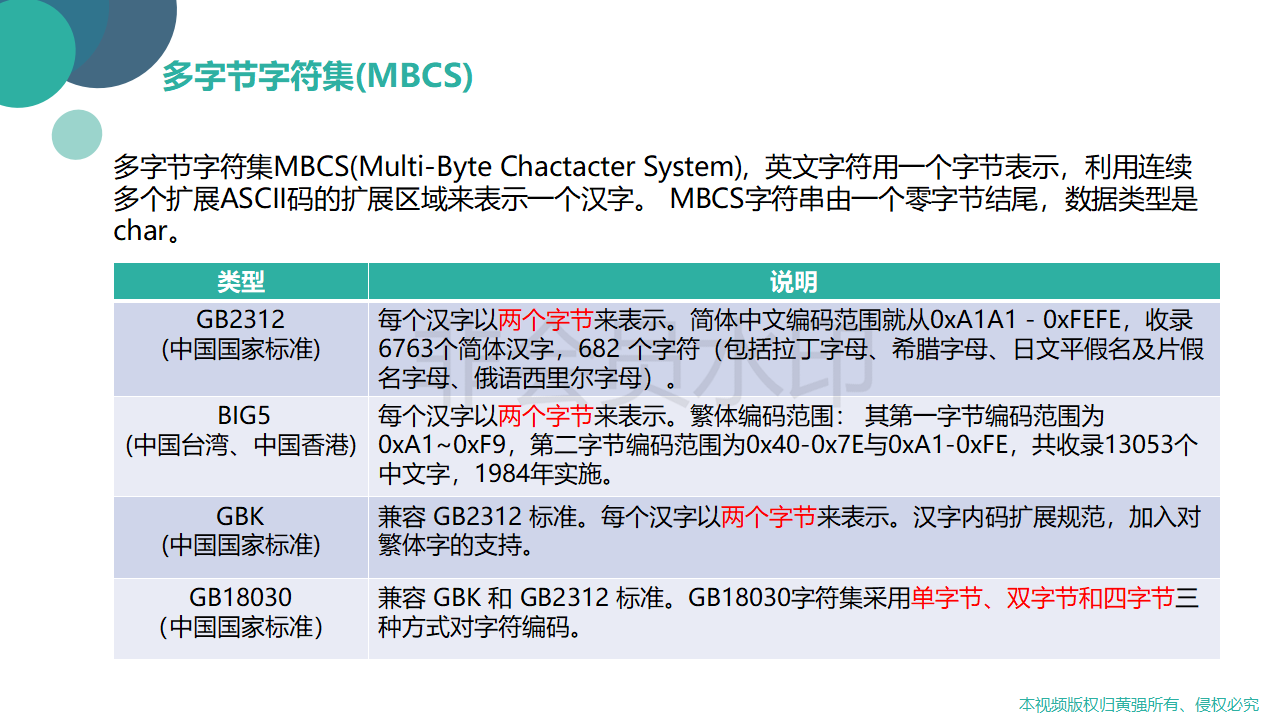 多字节字符集(MBCS)
多字节字符集MBCS(Multi-Byte Chactacter System)，英文字符用一个字节表示，利用连续
多个扩展ASCII码的扩展区域来表示一个汉字。 MBCS字符串由一个零字节结尾，数据类型是
char。
类型
说明
GB2312
(中国国家标准)
每个汉字以两个字节来表示。简体中文编码范围就从0xA1A1 - 0xFEFE，收录
6763个简体汉字，682 个字符（包括拉丁字母、希腊字母、日文平假名及片假
名字母、俄语西里尔字母）。
BIG5
(中国台湾、中国香港)
每个汉字以两个字节来表示。繁体编码范围： 其第一字节编码范围为
0xA1~0xF9，第二字节编码范围为0x40-0x7E与0xA1-0xFE，共收录13053个
中文字，1984年实施。
GBK
(中国国家标准)
兼容 GB2312 标准。每个汉字以两个字节来表示。汉字内码扩展规范，加入对
繁体字的支持。
GB18030
（中国国家标准）
兼容 GBK 和 GB2312 标准。GB18030字符集采用单字节、双字节和四字节三
种方式对字符编码。
非会员水印
本视频版权归黄强所有、侵权必究